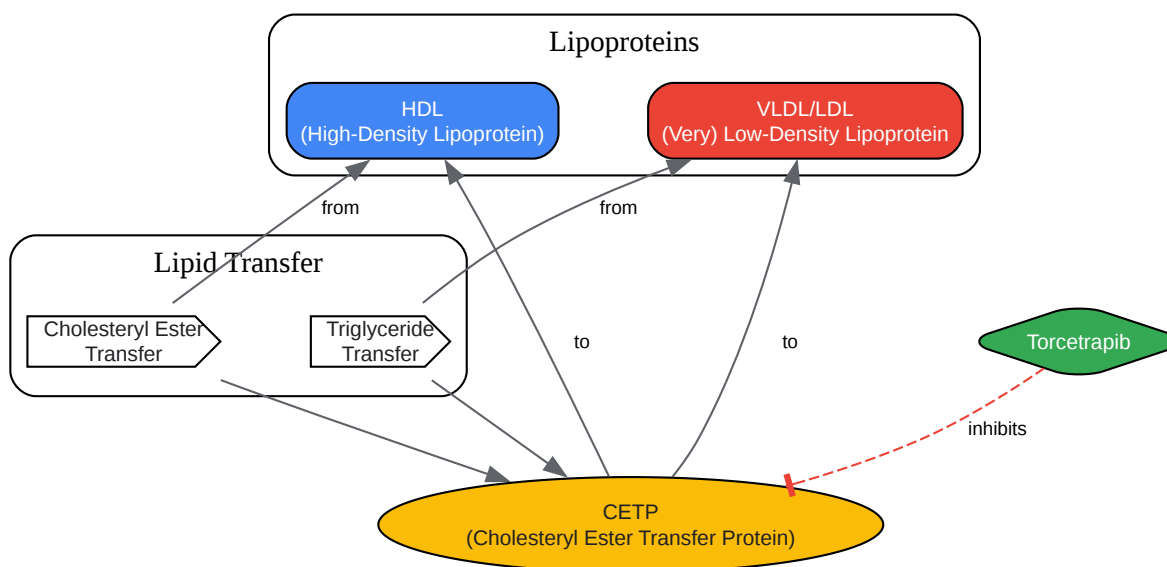 Lipoproteins
HDL
(High-Density Lipoprotein)
VLDL/LDL
(Very) Low-Density Lipoprotein
from
from
Lipid Transfer
Cholesteryl Ester
Transfer
Triglyceride
Transfer
to
to
Torcetrapib
inhibits
CETP
(Cholesteryl Ester Transfer Protein)